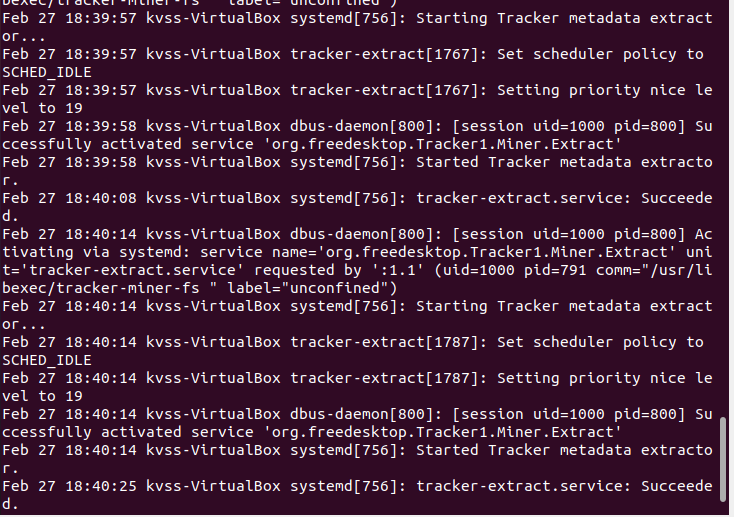 bexec/tracker-miner-fs " label="unconfined")
Feb 27 18:39:57 kvss-VirtualBox systemd[756]: Starting Tracker metadata extract
or...
Feb 27 18:39:57 kvss-VirtualBox tracker-extract[1767]: Set scheduler policy to
SCHED_IDLE
Feb 27 18:39:57 kvss-VirtualBox tracker-extract[1767]: Setting priority nice le
vel to 19
Feb 27 18:39:58 kvss-VirtualBox dbus-daemon[800]: [session uid=1000 pid=800] Su
ccessfully activated service 'org.freedesktop.Tracker1.Miner.Extract'
Feb 27 18:39:58 kvss-VirtualBox systemd[756]: Started Tracker metadata extracto
r.
Feb 27 18:40:08 kvss-VirtualBox systemd[756]: tracker-extract.service: Succeede
d.
Feb 27 18:40:14 kvss-VirtualBox dbus-daemon[800]: [session uid=1000 pid=800] Ac
tivating via systemd: service name='org.freedesktop.Tracker1.Miner.Extract' uni
t='tracker-extract.service' requested by ':1.1' (uid=1000 pid=791 comm="/usr/li
bexec/tracker-miner-fs " label="unconfined")
Feb 27 18:40:14 kvss-VirtualBox systemd[756]: Starting Tracker metadata extract
or...
Feb 27 18:40:14 kvss-VirtualBox tracker-extract[1787]: Set scheduler policy to
SCHED_IDLE
Feb 27 18:40:14 kvss-VirtualBox tracker-extract[1787]: Setting priority nice le
vel to 19
Feb 27 18:40:14 kvss-VirtualBox dbus-daemon[800]: [session uid=1000 pid=800] Su
ccessfully activated service 'org.freedesktop.Tracker1.Miner.Extract'
Feb 27 18:40:14 kvss-VirtualBox systemd[756]: Started Tracker metadata extracto
r.
Feb 27 18:40:25 kvss-VirtualBox systemd[756]: tracker-extract.service: Succeede
d.